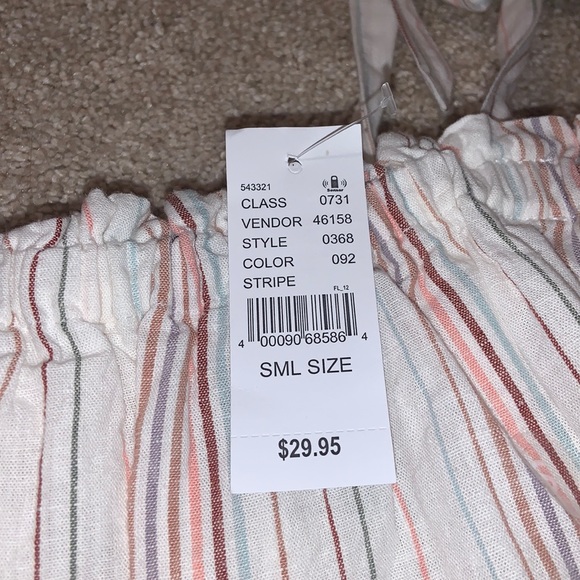 543321
Sensor
CLASS 0731
VENDOR 46158
STYLE 0368
COLOR 092
STRIPE
FL_12
4 00090 68586 4
SML SIZE
$29.95